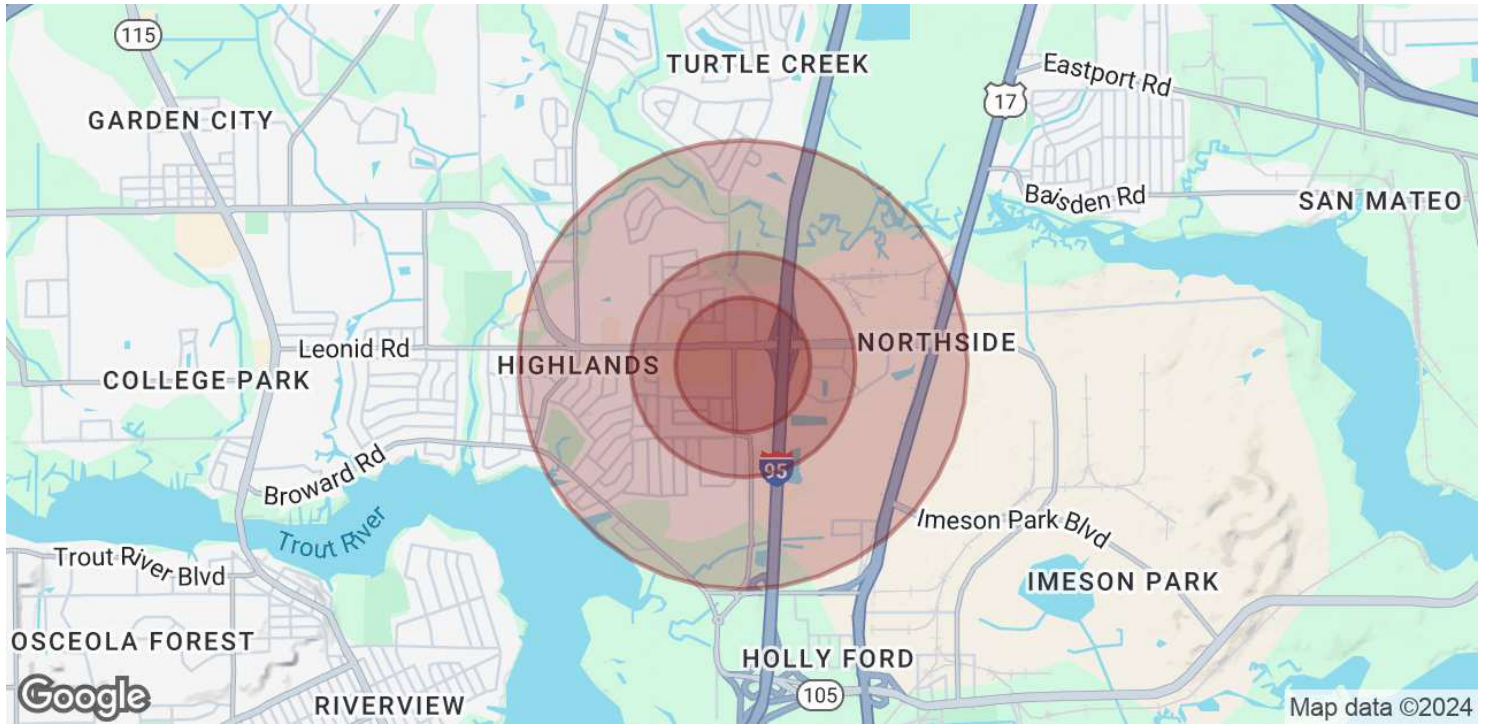 115
TURTLE CREEK
Eastport Rd
17
GARDEN CITY
Baisden Rd
SAN MATEO
NORTHSIDE
Leonid Rd
HIGHLANDS
COLLEGE PARK
95
Broward Rd
Imeson Park Blvd
Trout River
Trout River Blvd
IMESON PARK
OSCEOLA FOREST
HOLLY FORD
105
RIVERVIEW
Google
Map data ©2024